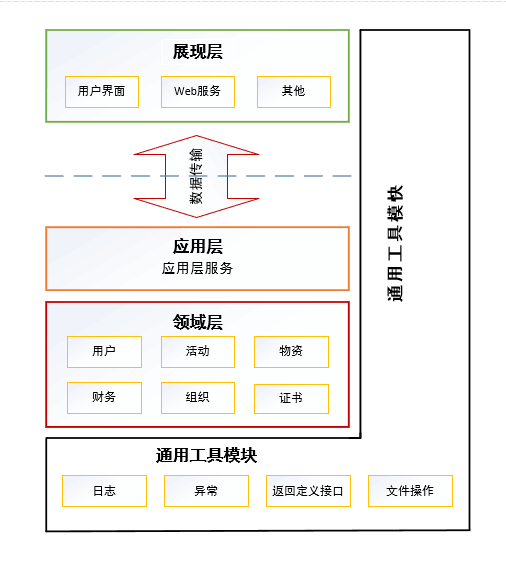 展现层
用户界面
Web服务
其他
数据传输
应用层
应用层服务
领域层
用户
活动
物资
财务
组织
证书
通用工具模块
通用工具模块
日志
异常
返回定义接口
文件操作